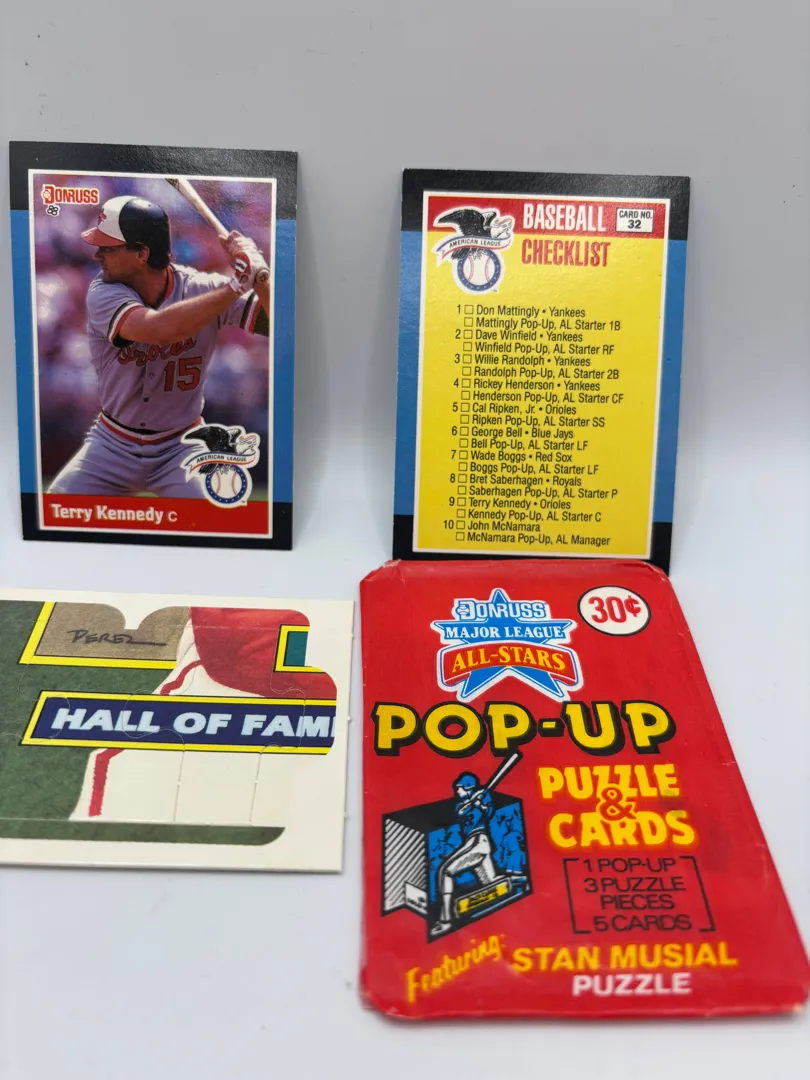 DONRUSS
88
Orioles
15
AMERICAN LEAGUE
Terry Kennedy C
BASEBALL
CARD NO.
32
AMERICAN LEAGUE
CHECKLIST
1 ☐ Don Mattingly • Yankees
☐ Mattingly Pop-Up, AL Starter 1B
2 ☐ Dave Winfield • Yankees
☐ Winfield Pop-Up, AL Starter RF
3 ☐ Willie Randolph • Yankees
☐ Randolph Pop-Up, AL Starter 2B
4 ☐ Rickey Henderson • Yankees
☐ Henderson Pop-Up, AL Starter CF
5 ☐ Cal Ripken, Jr. • Orioles
☐ Ripken Pop-Up, AL Starter SS
6 ☐ George Bell • Blue Jays
☐ Bell Pop-Up, AL Starter LF
7 ☐ Wade Boggs • Red Sox
☐ Boggs Pop-Up, AL Starter LF
8 ☐ Bret Saberhagen • Royals
☐ Saberhagen Pop-Up, AL Starter P
9 ☐ Terry Kennedy • Orioles
☐ Kennedy Pop-Up, AL Starter C
10 ☐ John McNamara
☐ McNamara Pop-Up, AL Manager
PEREZ
HALL OF FAM
DONRUSS
MAJOR LEAGUE
ALL-STARS
30¢
POP-UP
PUZZLE
&
CARDS
1 POP-UP
3 PUZZLE
PIECES
5 CARDS
Featuring:
STAN MUSIAL
PUZZLE